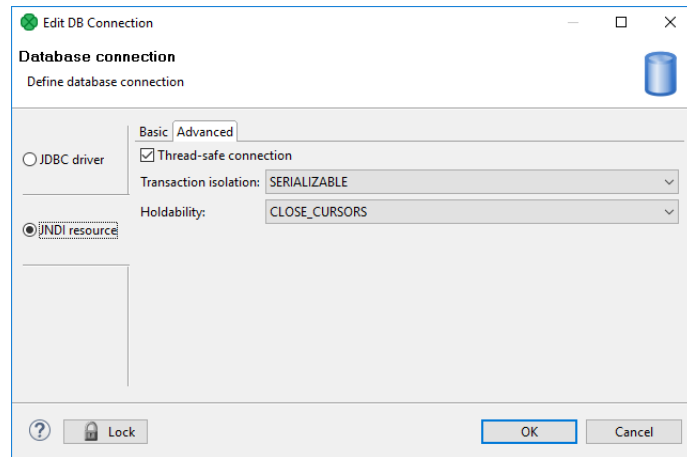 Edit DB Connection
Database connection
Define database connection
Basic Advanced
JDBC driver
Thread-safe connection
Transaction isolation: SERIALIZABLE
Holdability: CLOSE_CURSORS
JNDI resource
? Lock OK Cancel